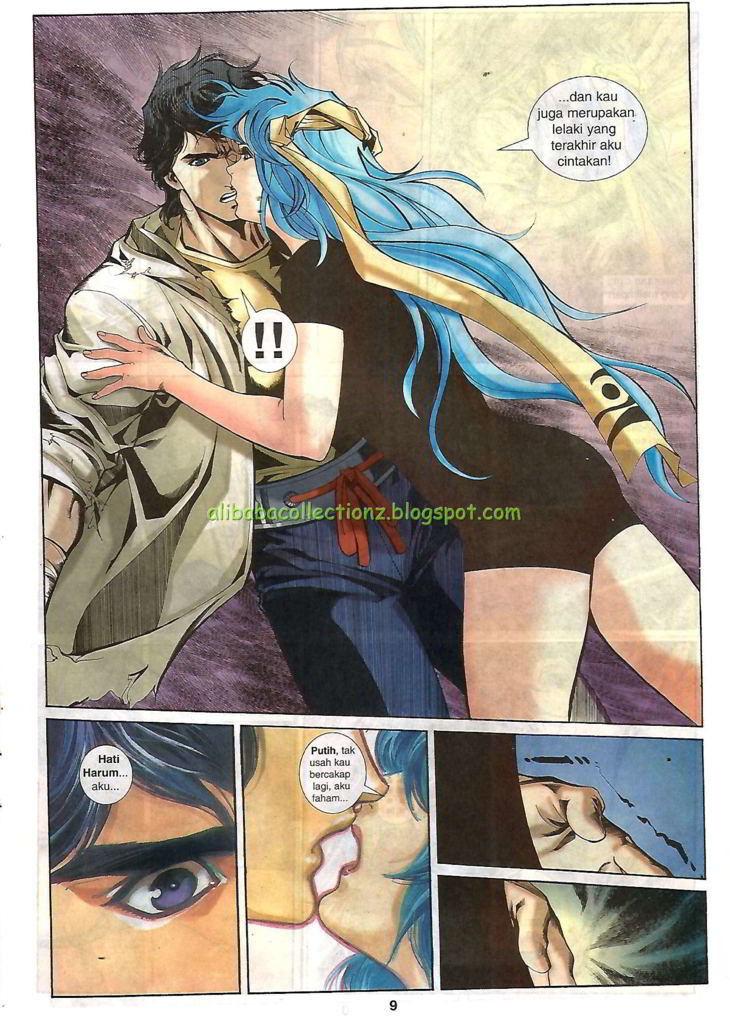 ...dan kau
juga merupakan
lelaki yang
terakhir aku
cintakan!
!!
alibabacollectionz.blogspot.com
Hati
Harum...
aku...
Putih, tak
usah kau
bercakap
lagi, aku
faham...
9